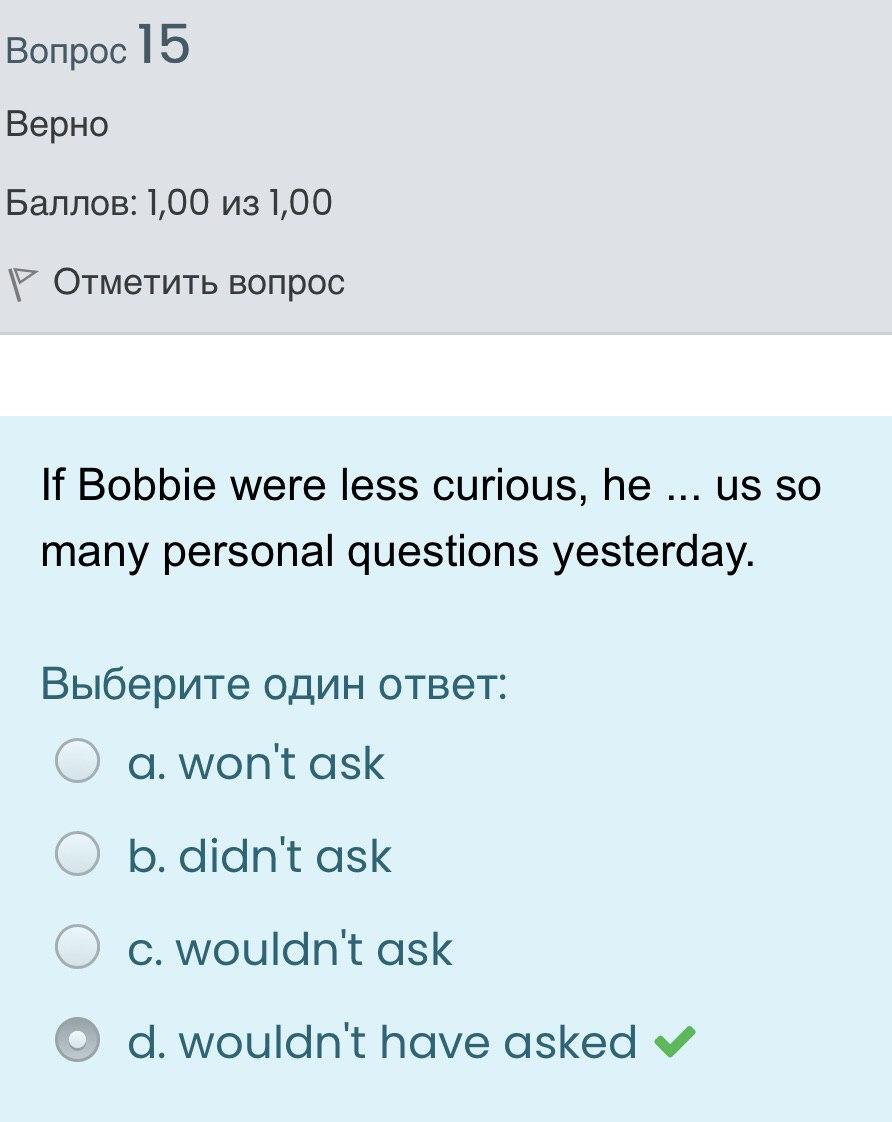 Вопрос 15
Верно
Баллов: 1,00 из 1,00
Отметить вопрос
If Bobbie were less curious, he ... us so
many personal questions yesterday.
Выберите один ответ:
a. won't ask
b. didn't ask
c. wouldn't ask
d. wouldn't have asked